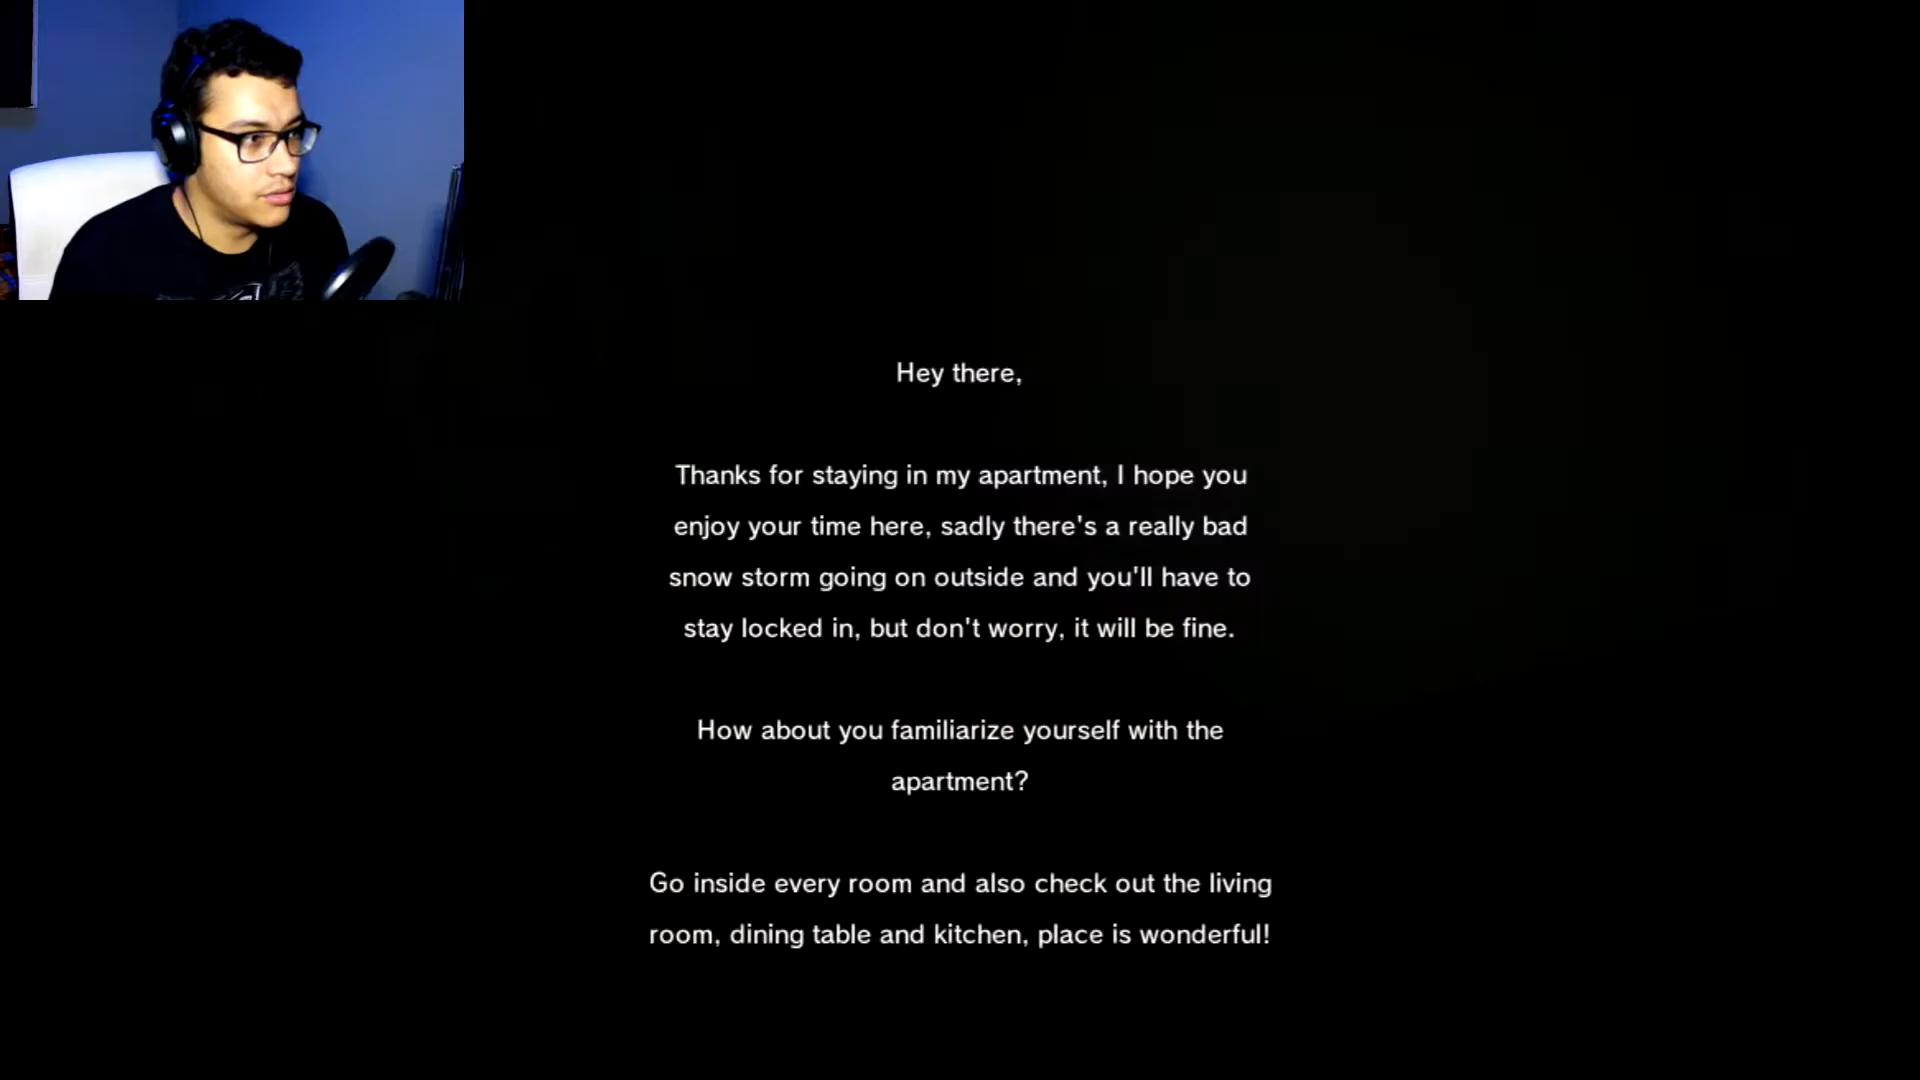 Hey there,
Thanks for staying in my apartment, I hope you
enjoy your time here, sadly there's a really bad
snow storm going on outside and you'll have to
stay locked in, but don't worry, it will be fine.
How about you familiarize yourself with the
apartment?
Go inside every room and also check out the living
room, dining table and kitchen, place is wonderful!